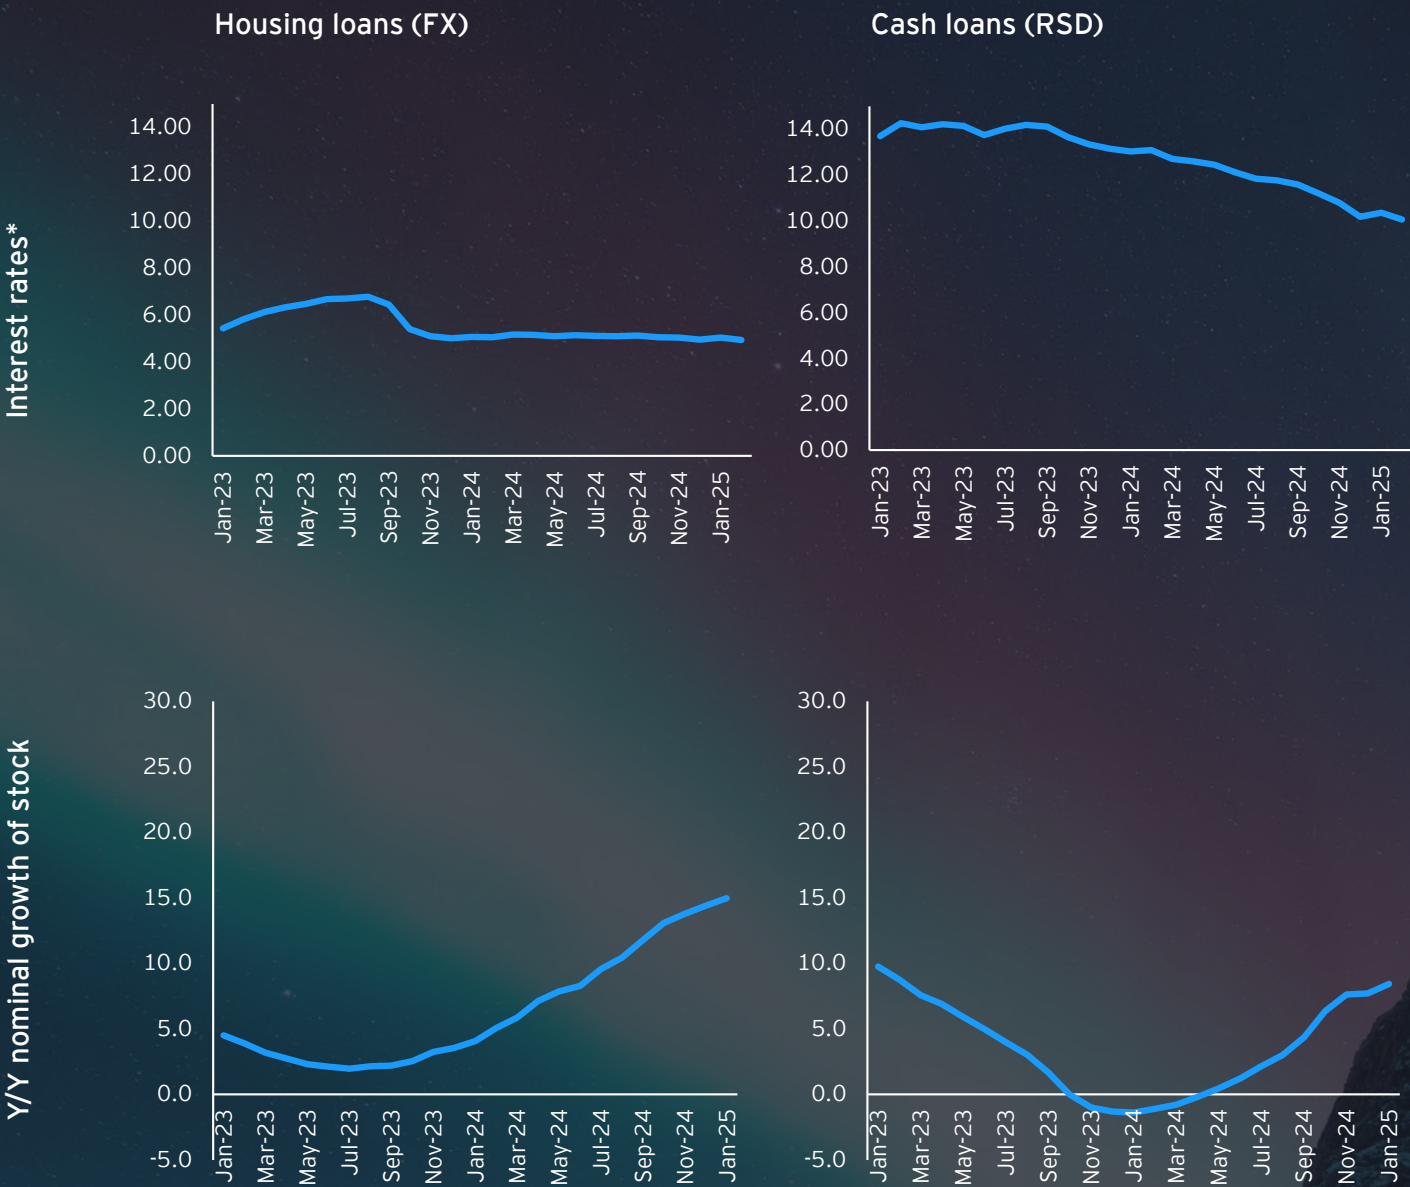 Housing loans (FX)
Cash loans (RSD)
Interest rates*
14.00
12.00
10.00
8.00
6.00
4.00
2.00
0.00
Jan-23
Mar-23
May-23
Jul-23
Sep-23
Nov-23
Jan-24
Mar-24
May-24
Jul-24
Sep-24
Nov-24
Jan-25
14.00
12.00
10.00
8.00
6.00
4.00
2.00
0.00
Jan-23
Mar-23
May-23
Jul-23
Sep-23
Nov-23
Jan-24
Mar-24
May-24
Jul-24
Sep-24
Nov-24
Jan-25
Y/Y nominal growth of stock
30.0
25.0
20.0
15.0
10.0
5.0
0.0
-5.0
Jan-23
Mar-23
May-23
Jul-23
Sep-23
Nov-23
Jan-24
Mar-24
May-24
Jul-24
Sep-24
Nov-24
Jan-25
30.0
25.0
20.0
15.0
10.0
5.0
0.0
-5.0
Jan-23
Mar-23
May-23
Jul-23
Sep-23
Nov-23
Jan-24
Mar-24
May-24
Jul-24
Sep-24
Nov-24
Jan-25